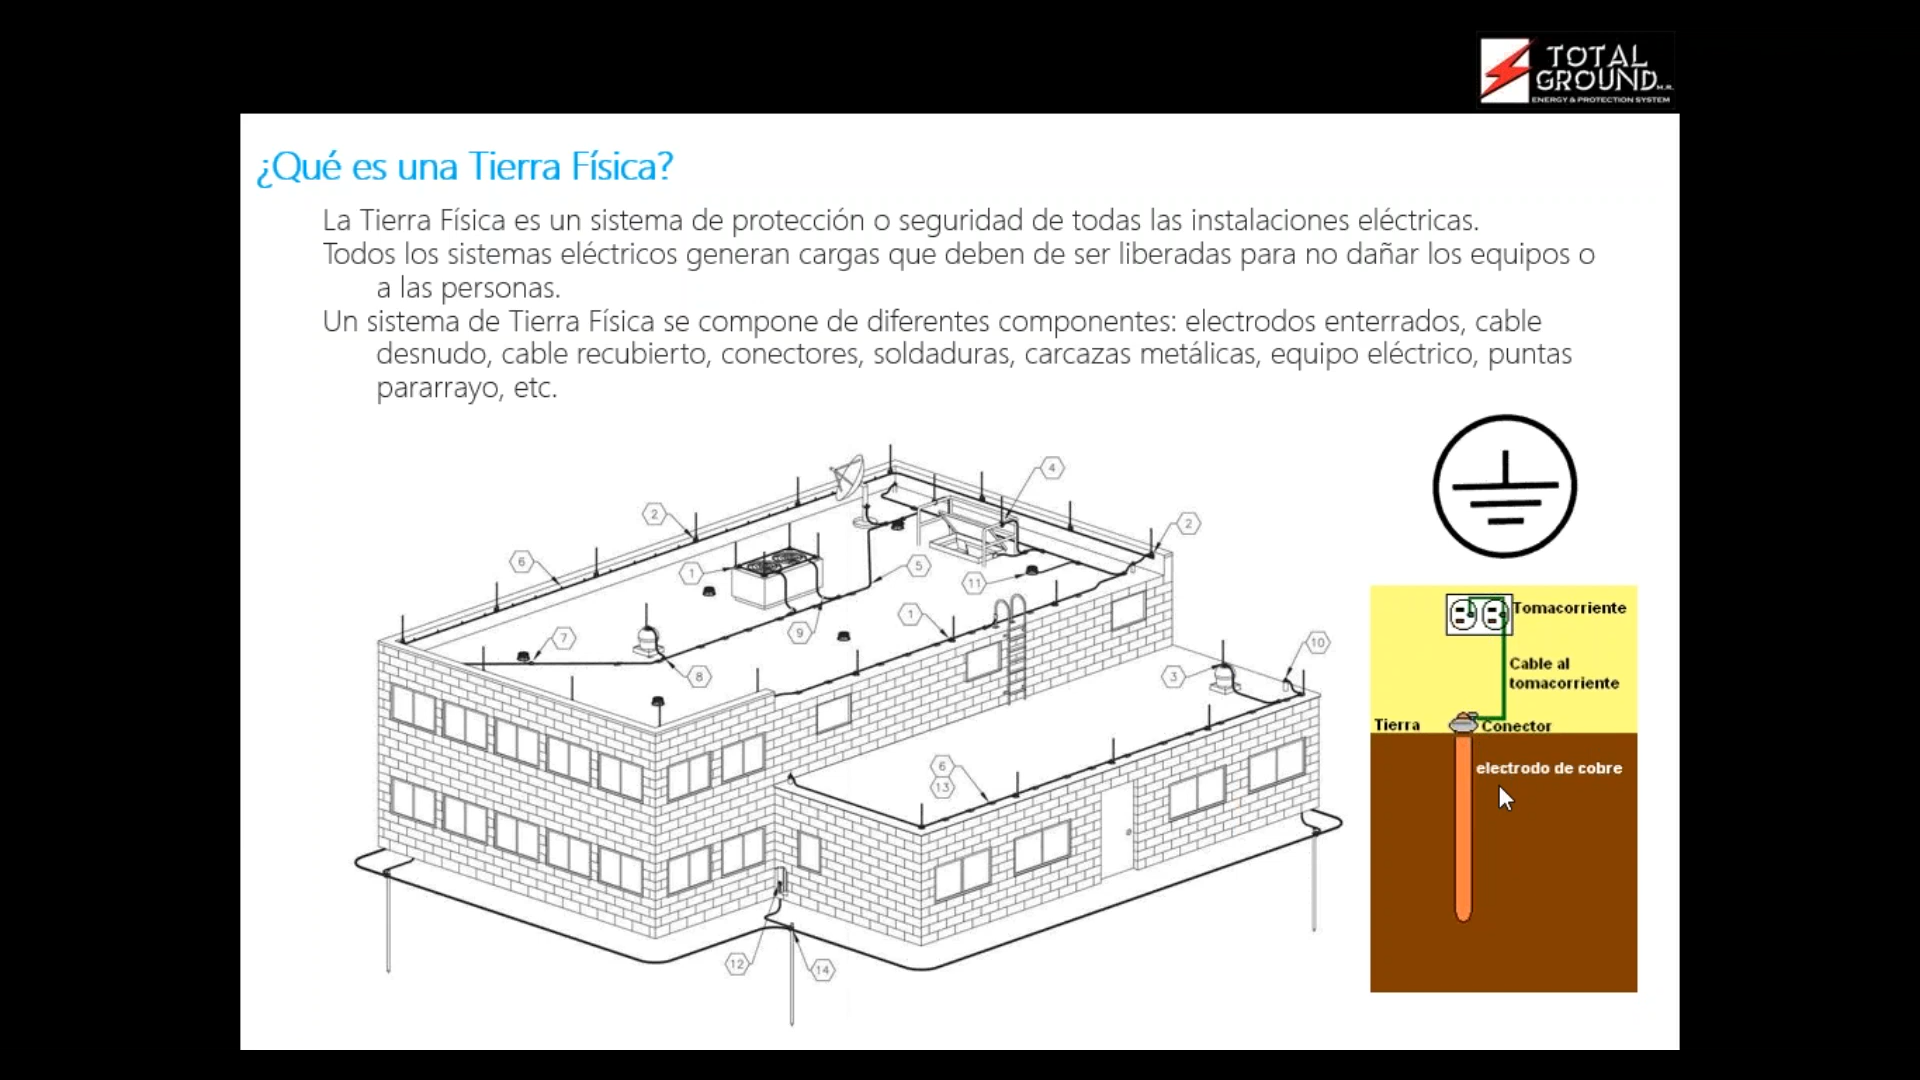 TOTAL
GROUND M.R.
ENERGY & PROTECTION SYSTEM
¿Qué es una Tierra Física?
La Tierra Física es un sistema de protección o seguridad de todas las instalaciones eléctricas.
Todos los sistemas eléctricos generan cargas que deben de ser liberadas para no dañar los equipos o
a las personas.
Un sistema de Tierra Física se compone de diferentes componentes: electrodos enterrados, cable
desnudo, cable recubierto, conectores, soldaduras, carcazas metálicas, equipo eléctrico, puntas
pararrayo, etc.
4
2
2
6
1
5
11
1
9
7
8
3
10
6
13
12
14
Tomacorriente
Cable al
tomacorriente
Tierra
Conector
electrodo de cobre